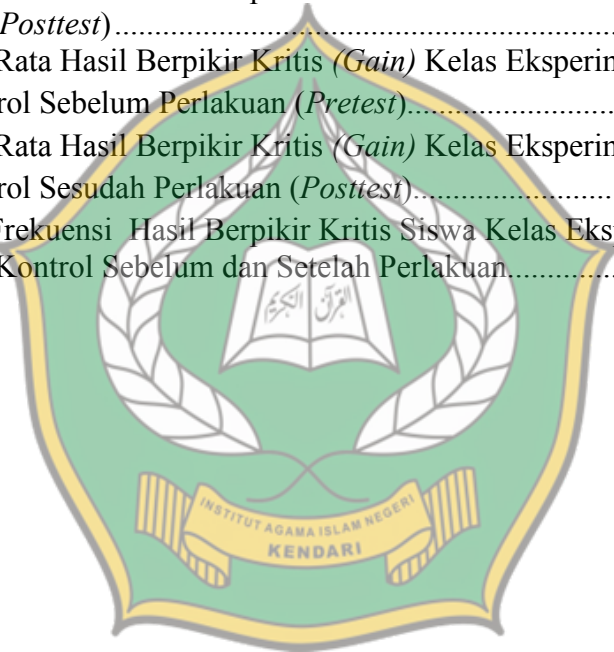 (Posttest)
Rata Hasil Berpikir Kritis (Gain) Kelas Eksperim
rol Sebelum Perlakuan (Pretest)
Rata Hasil Berpikir Kritis (Gain) Kelas Eksperim
rol Sesudah Perlakuan (Posttest)
Frekuensi Hasil Berpikir Kritis Siswa Kelas Eks
Kontrol Sebelum dan Setelah Perlakuan
القرآن الكريم
INSTITUT AGAMA ISLAM NEGERI
KENDARI